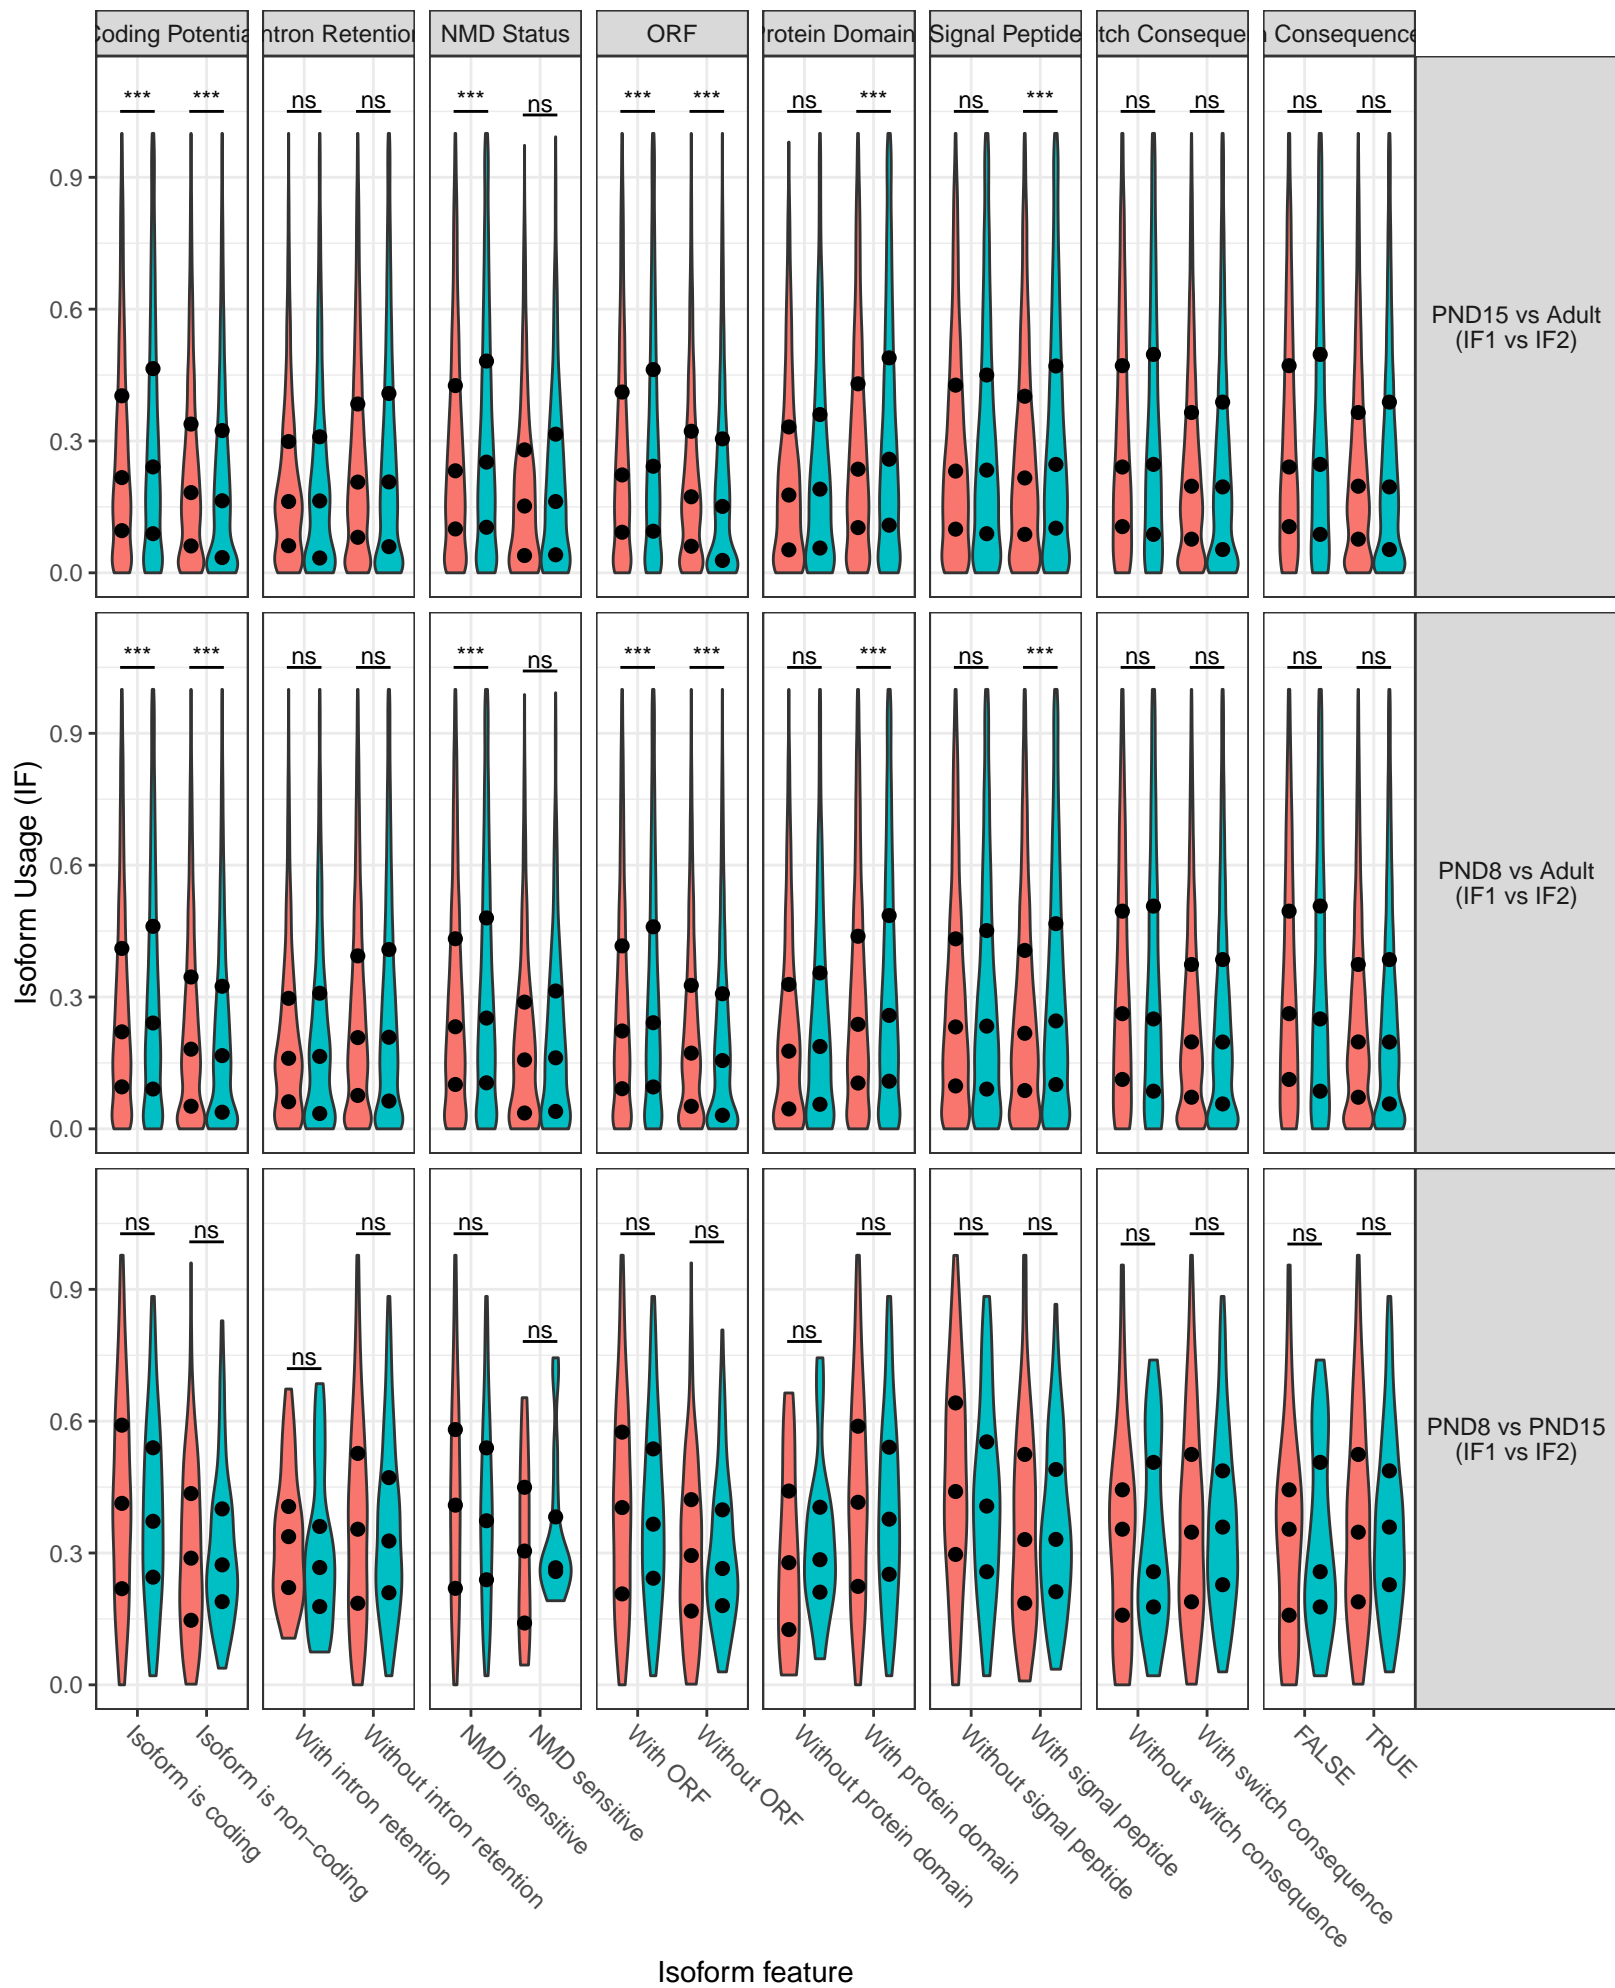 Coding Potentia
ntron Retention
NMD Status
ORF
Protein Domain
Signal Peptide
tch Conseque
Consequence
*** *** ns ns *** ns *** *** ns *** ns *** ns ns ns ns
0.9
0.6
0.3
0.0
PND15 vs Adult
(IF1 vs IF2)
*** *** ns ns *** ns *** *** ns *** ns *** ns ns ns ns
0.9
0.6
0.3
0.0
PND8 vs Adult
(IF1 vs IF2)
Isoform Usage (IF)
ns ns ns ns ns ns ns ns ns ns ns ns ns ns ns ns
0.9
0.6
0.3
0.0
PND8 vs PND15
(IF1 vs IF2)
Isoform is coding
Isoform is non−coding
With intron retention
Without intron retention
NMD insensitive
NMD sensitive
With ORF
Without ORF
Without protein domain
With protein domain
Without signal peptide
With signal peptide
Without switch consequence
With switch consequence
FALSE
TRUE
Isoform feature